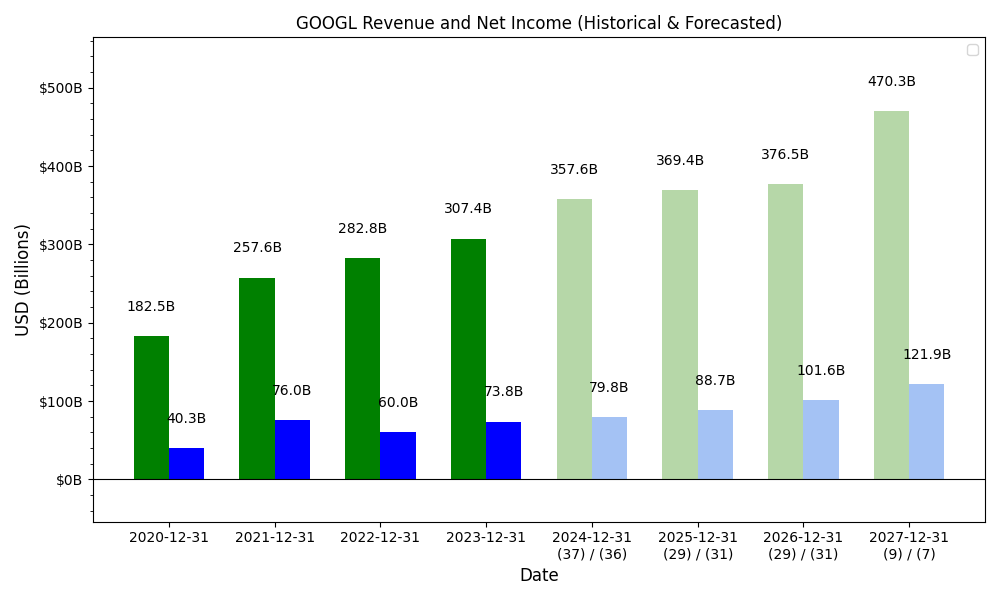 GOOGL Revenue and Net Income (Historical & Forecasted)
USD (Billions)
$500B
$400B
$300B
$200B
$100B
$0B
182.5B
40.3B
257.6B
76.0B
282.8B
60.0B
307.4B
73.8B
357.6B
79.8B
369.4B
88.7B
376.5B
101.6B
470.3B
121.9B
2020-12-31
2021-12-31
2022-12-31
2023-12-31
2024-12-31
(37) / (36)
2025-12-31
(29) / (31)
2026-12-31
(29) / (31)
2027-12-31
(9) / (7)
Date